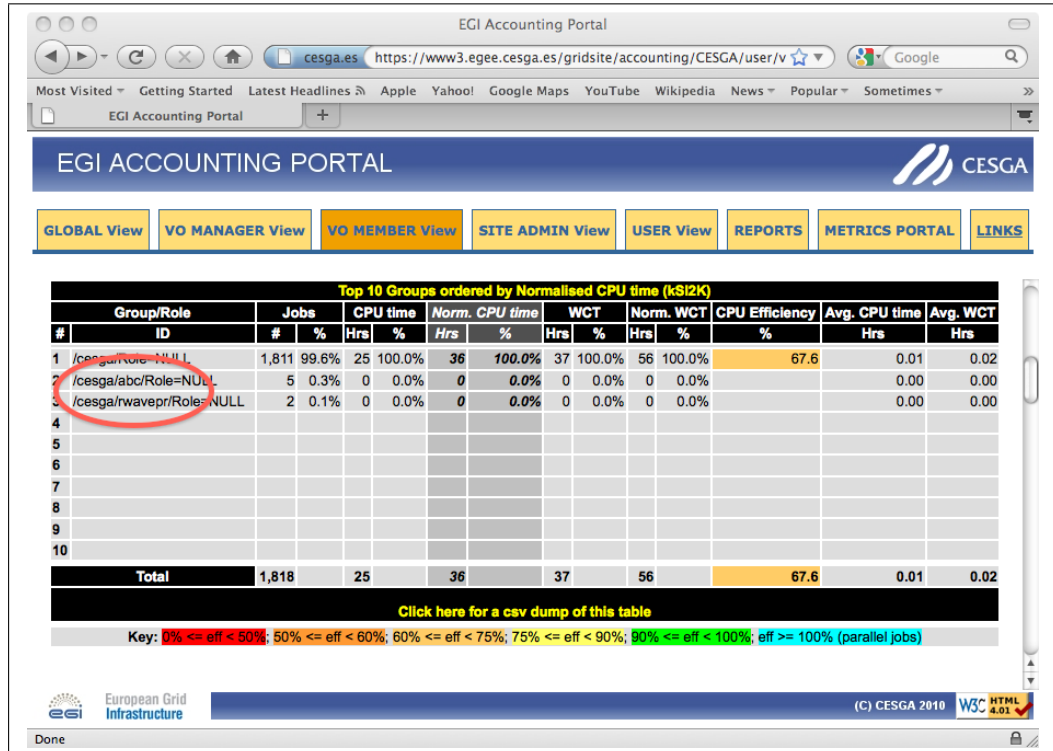 EGI Accounting Portal
cesga.es https://www3.egee.cesga.es/gridsite/accounting/CESGA/user/v Google
Most Visited Getting Started Latest Headlines Apple Yahoo! Google Maps YouTube Wikipedia News Popular Sometimes »
EGI Accounting Portal +
EGI ACCOUNTING PORTAL CESGA
GLOBAL View VO MANAGER View VO MEMBER View SITE ADMIN View USER View REPORTS METRICS PORTAL LINKS
Top 10 Groups ordered by Normalised CPU time (kSI2K)
Group/Role Jobs CPU time Norm. CPU time WCT Norm. WCT CPU Efficiency Avg. CPU time Avg. WCT
# ID # % Hrs % Hrs % Hrs % Hrs % % Hrs Hrs
1 /cesga/Role=NULL 1,811 99.6% 25 100.0% 36 100.0% 37 100.0% 56 100.0% 67.6 0.01 0.02
2 /cesga/abc/Role=NULL 5 0.3% 0 0.0% 0 0.0% 0 0.0% 0 0.0% 0.00 0.00
3 /cesga/rwavepr/Role=NULL 2 0.1% 0 0.0% 0 0.0% 0 0.0% 0 0.0% 0.00 0.00
4
5
6
7
8
9
10
Total 1,818 25 36 37 56 67.6 0.01 0.02
Click here for a csv dump of this table
Key: 0% <= eff < 50%; 50% <= eff < 60%; 60% <= eff < 75%; 75% <= eff < 90%; 90% <= eff < 100%; eff >= 100% (parallel jobs)
egi European Grid Infrastructure (C) CESGA 2010 W3C HTML 4.01
Done